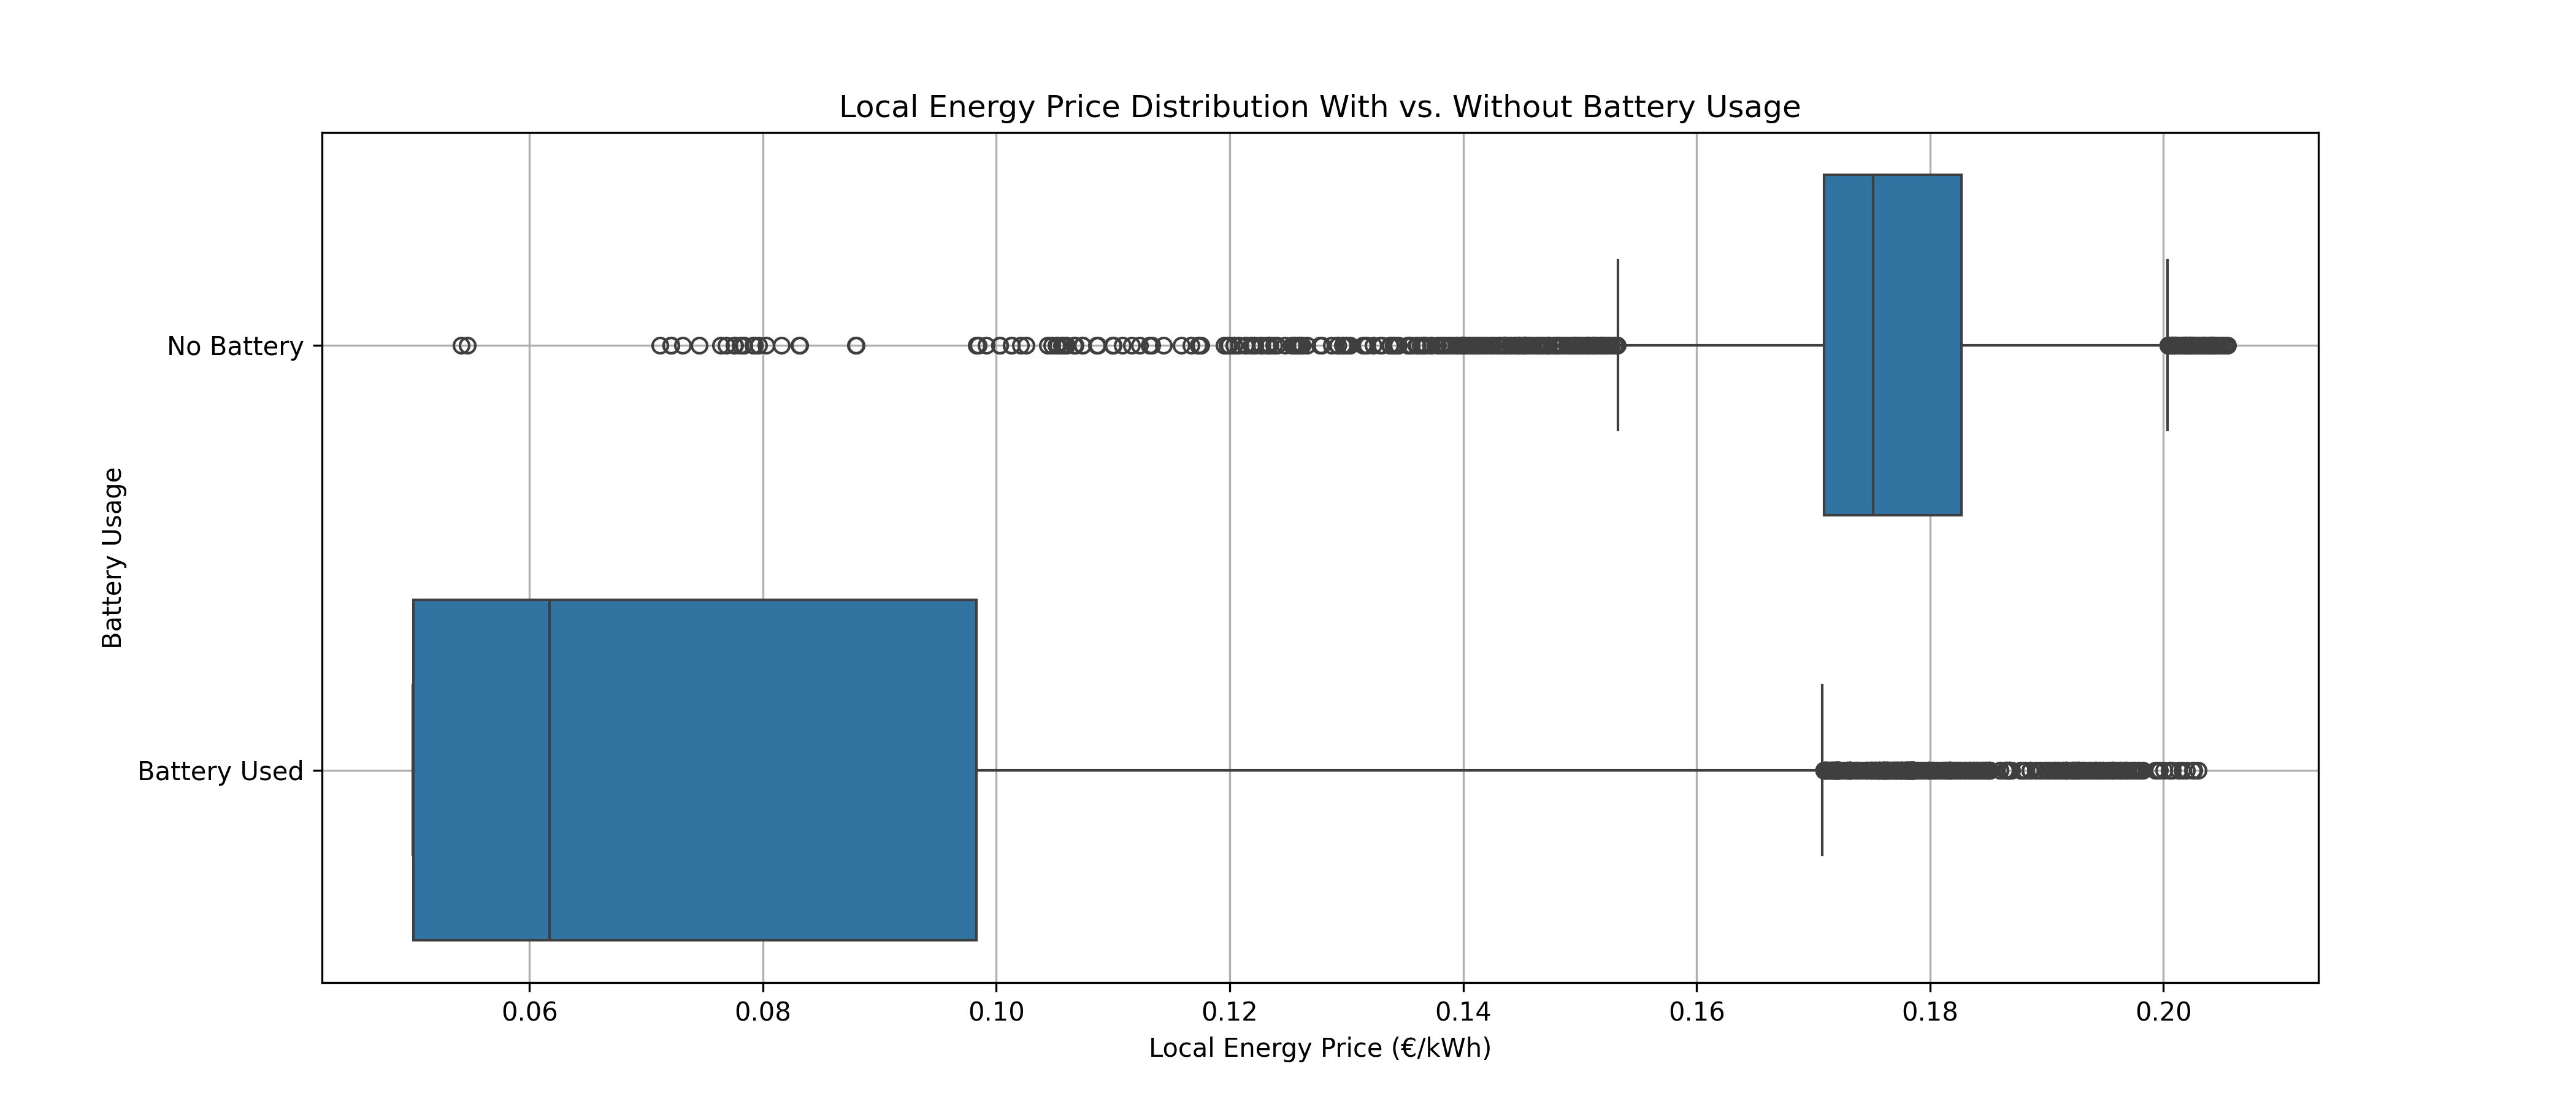 Local Energy Price Distribution With vs. Without Battery Usage
Battery Usage
No Battery
Battery Used
0.06 0.08 0.10 0.12 0.14 0.16 0.18 0.20
Local Energy Price (€/kWh)